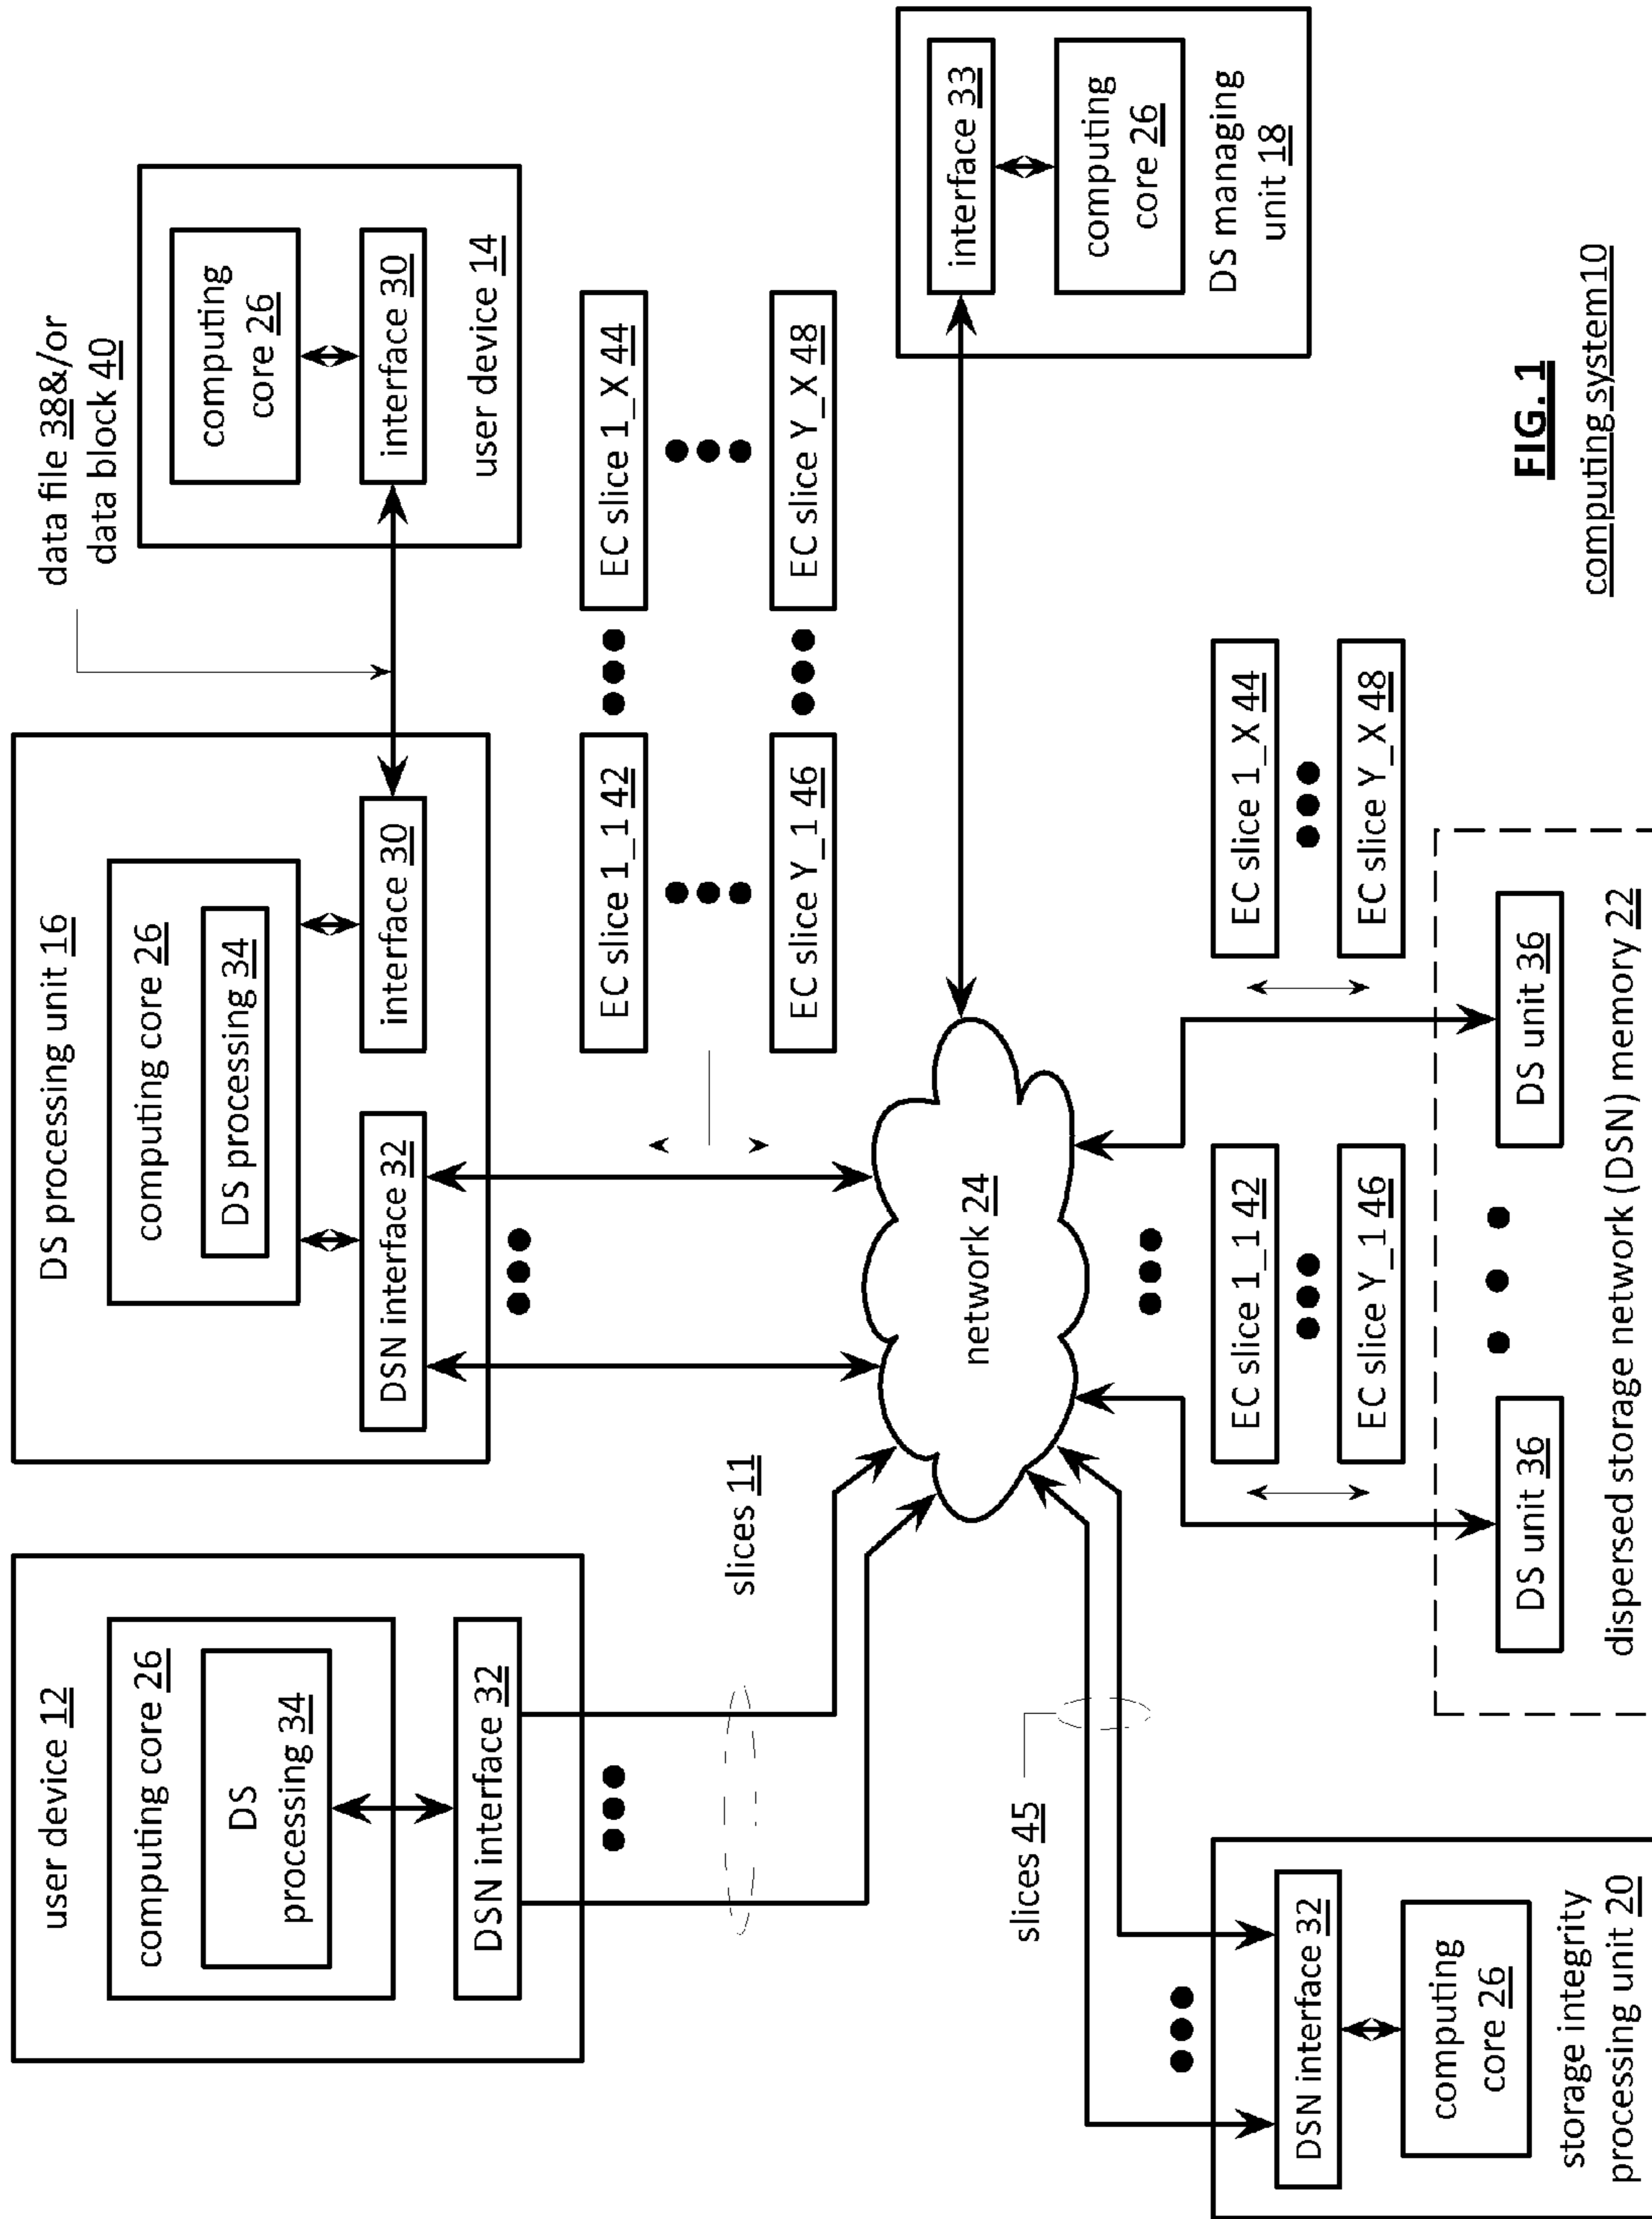 user device 12
computing core 26
DS
processing 34
DSN interface 32
slices 11
DS processing unit 16
computing core 26
DS processing 34
DSN interface 32
interface 30
data file 38&/or
data block 40
computing
core 26
interface 30
user device 14
EC slice 1_1 42
EC slice 1_X 44
EC slice Y_1 46
EC slice Y_X 48
network 24
interface 33
computing
core 26
DS managing
unit 18
slices 45
DSN interface 32
computing
core 26
storage integrity
processing unit 20
EC slice 1_1 42
EC slice Y_1 46
EC slice 1_X 44
EC slice Y_X 48
DS unit 36
DS unit 36
dispersed storage network (DSN) memory 22
FIG. 1
computing system10